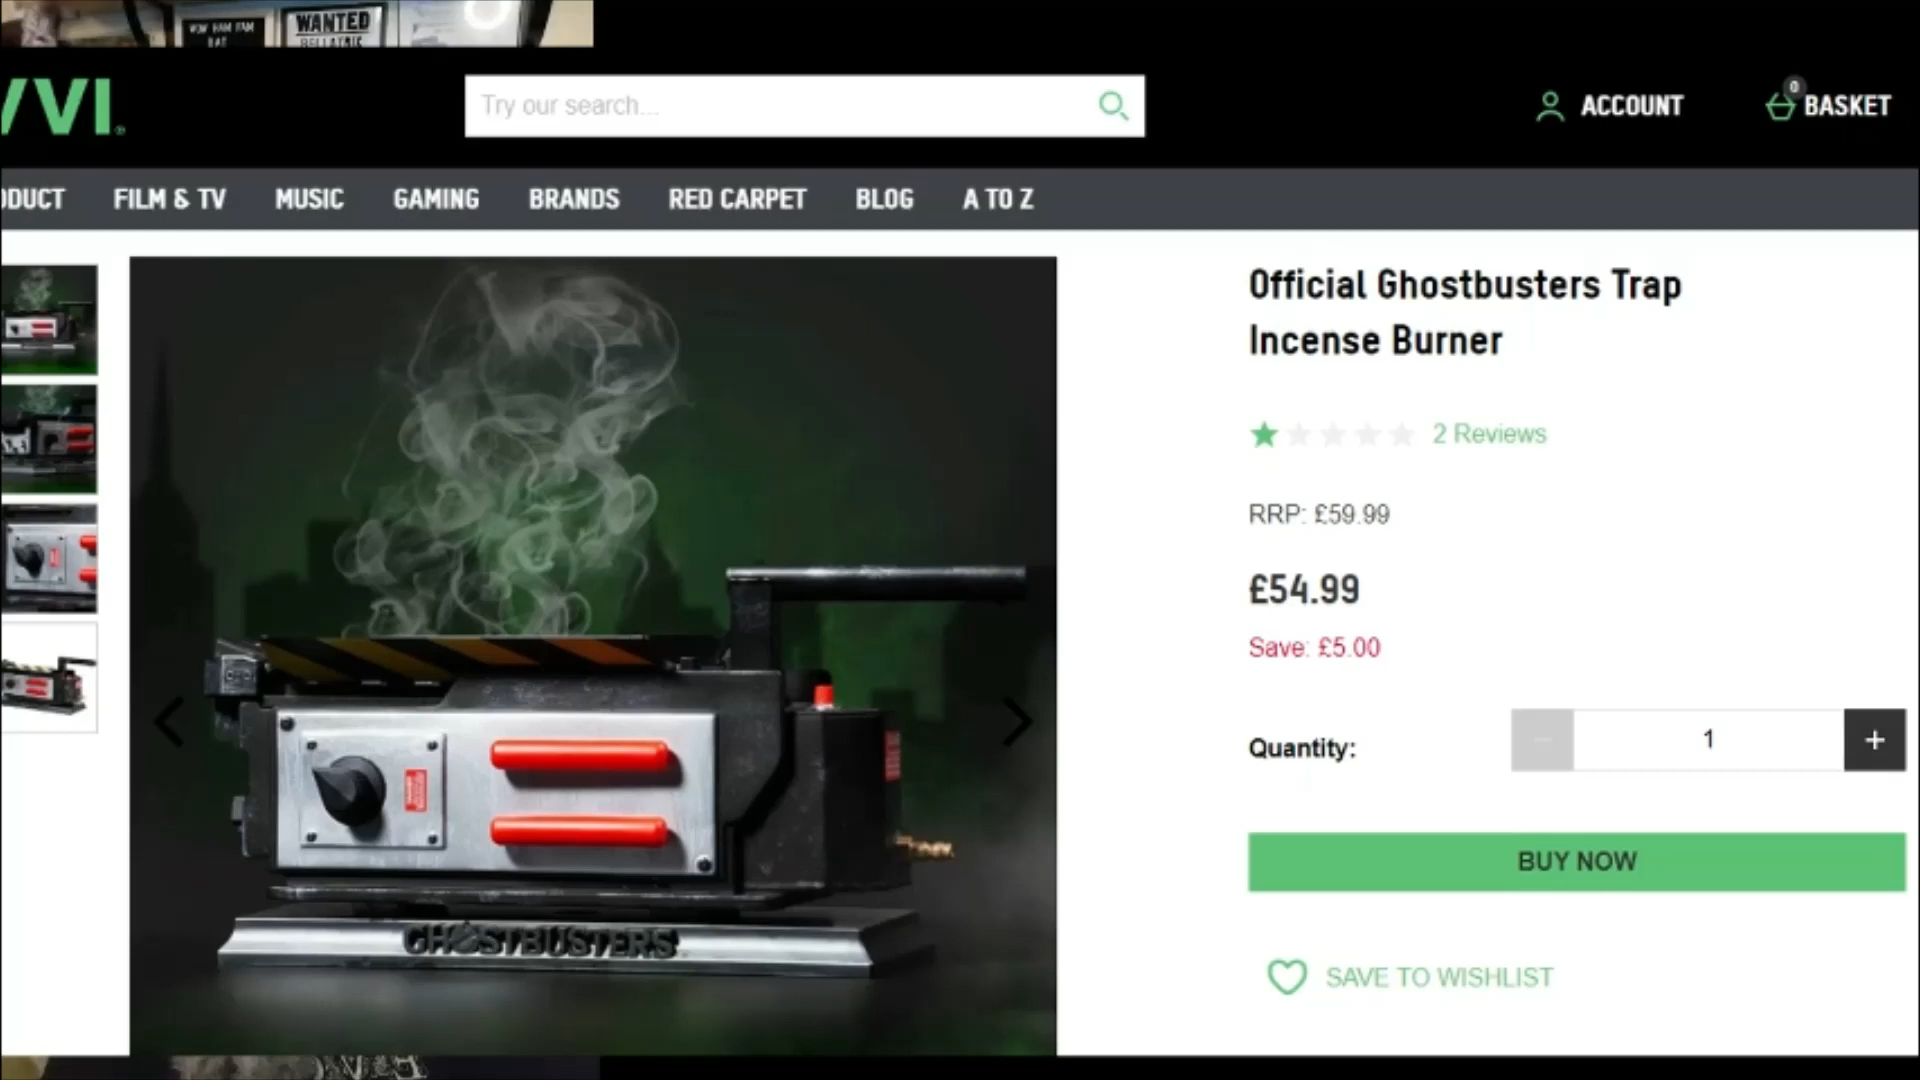 WANTED
VVI
Try our search...
ACCOUNT
0
BASKET
ODUCT
FILM & TV
MUSIC
GAMING
BRANDS
RED CARPET
BLOG
A TO Z
Official Ghostbusters Trap
Incense Burner
2 Reviews
RRP: £59.99
£54.99
Save: £5.00
Quantity:
1
BUY NOW
SAVE TO WISHLIST
GHOSTBUSTERS